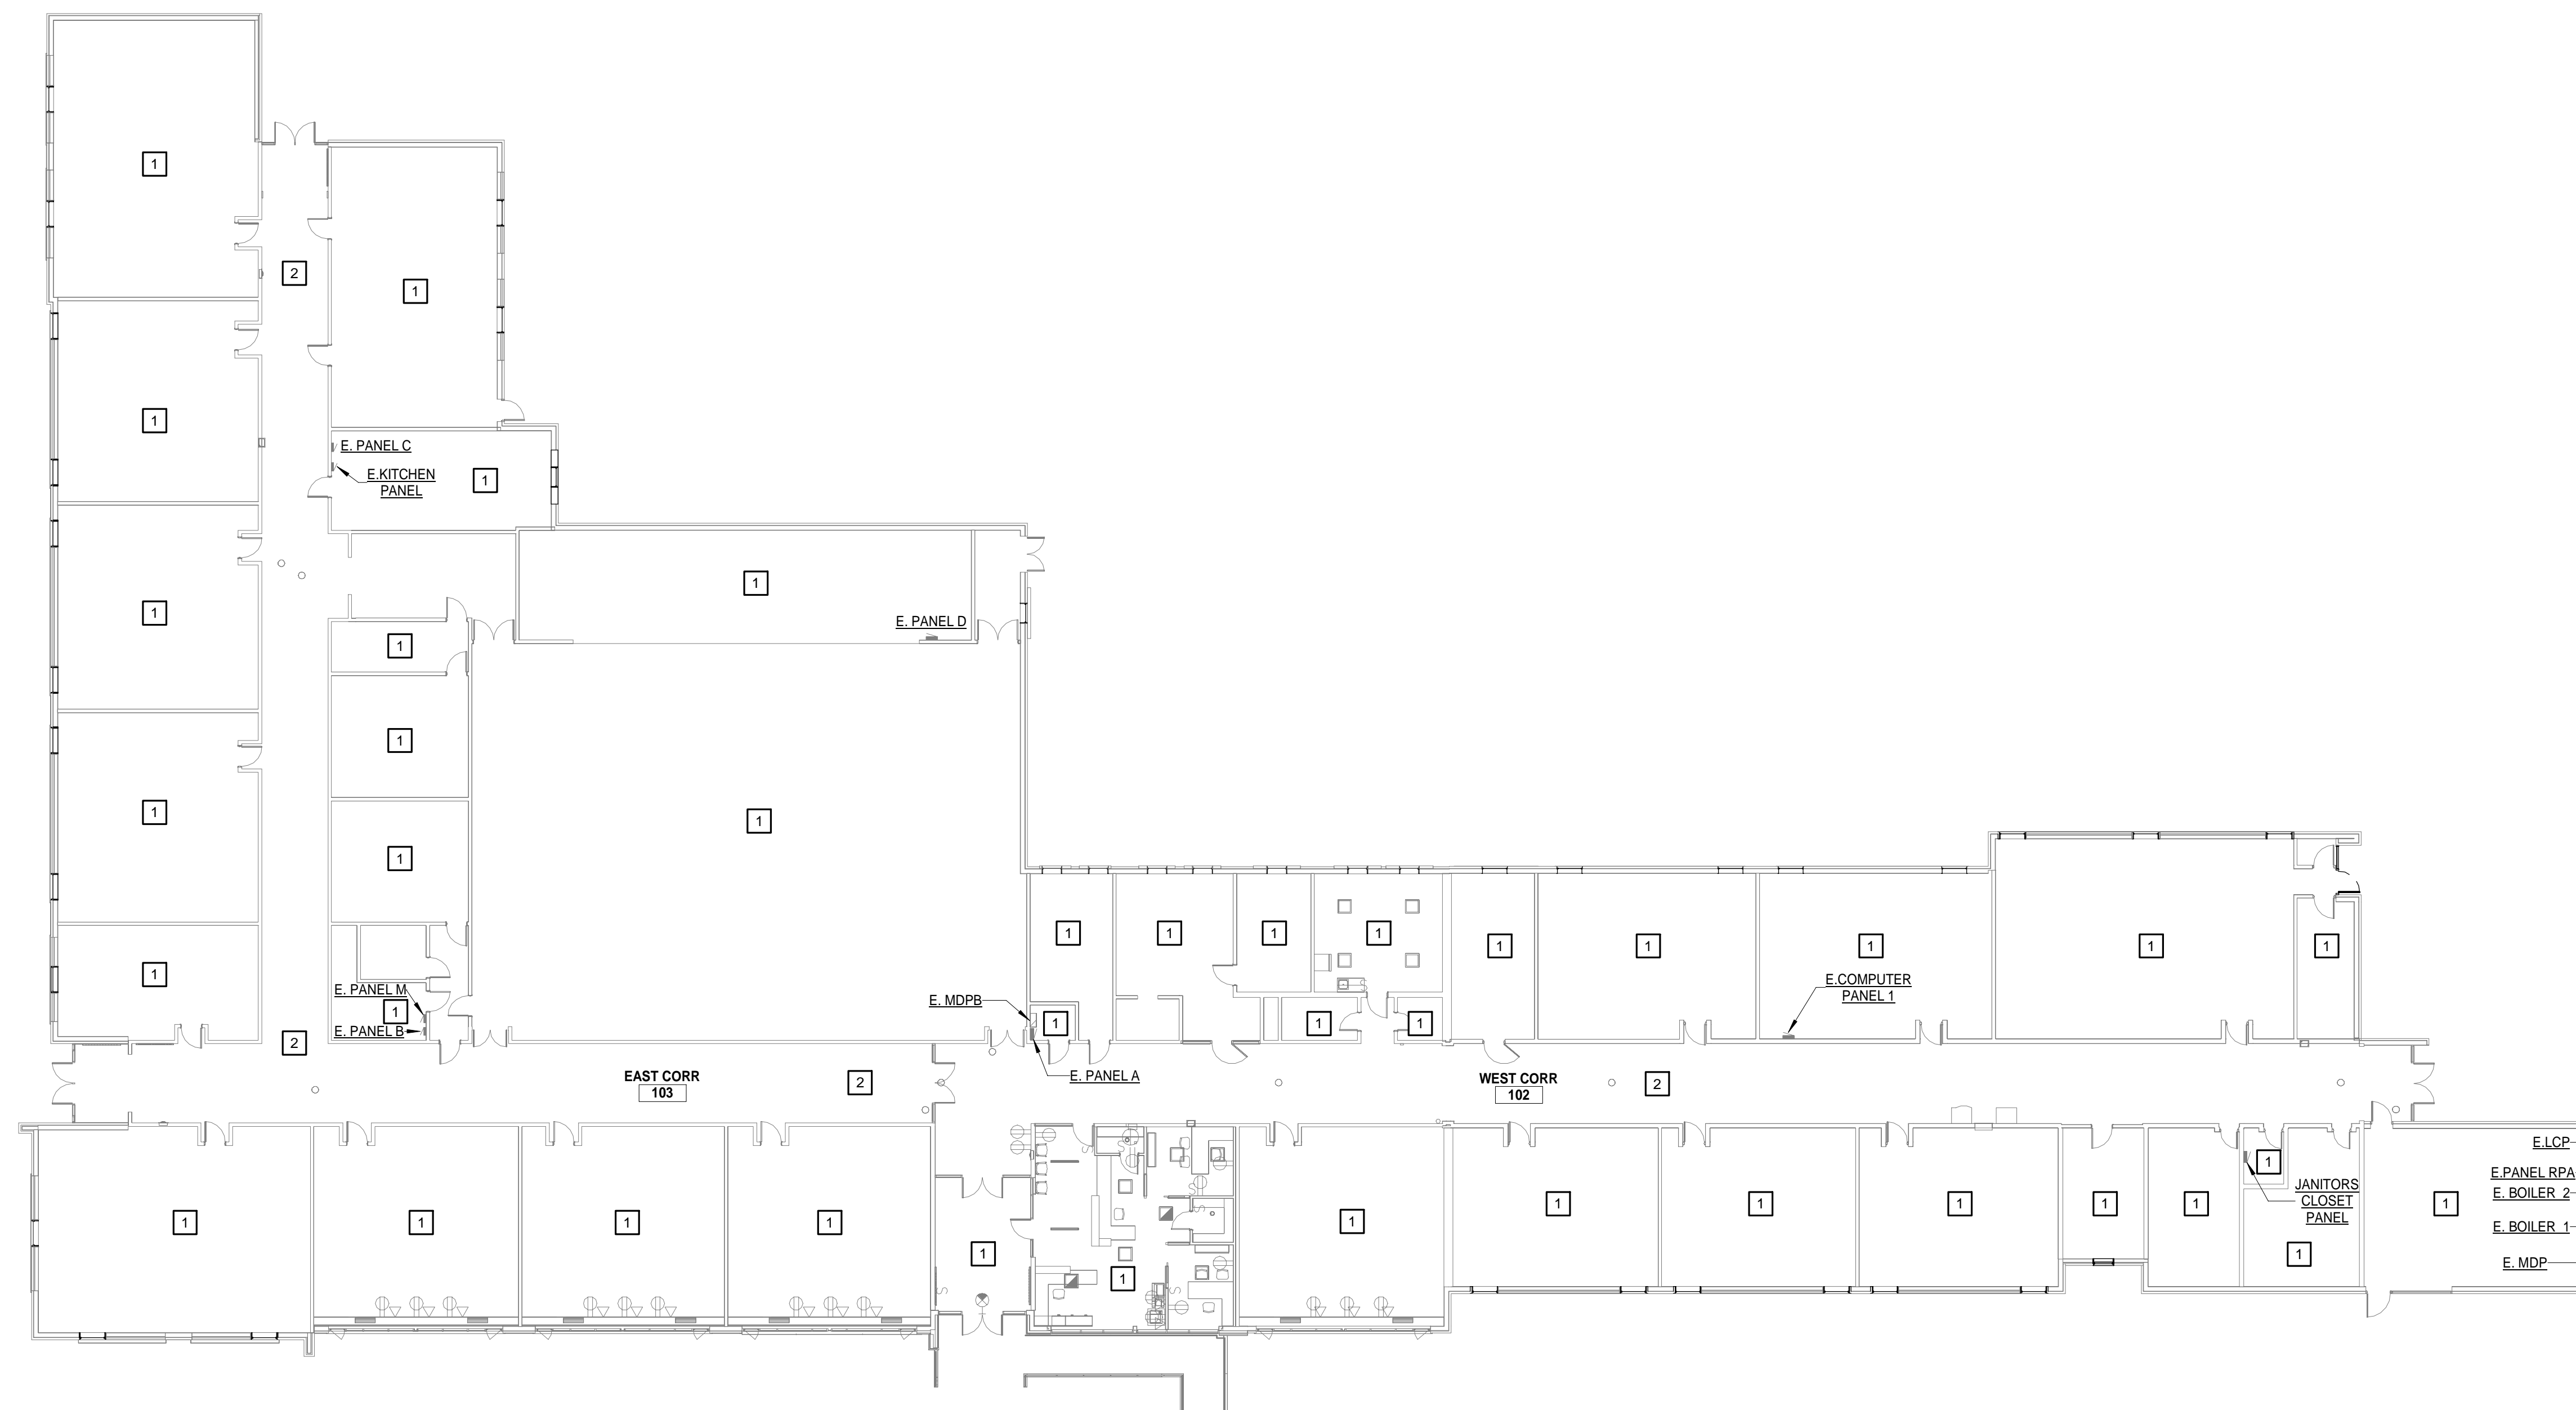 1
2
1
1
E. PANEL C
E.KITCHEN
PANEL
1
1
1
1
E. PANEL D
1
1
1
1
1
1
E. PANEL M
1
E. PANEL B
2
E. MDPB
1
E. PANEL A
1
1
1
1
1
1
1
1
1
E.COMPUTER
PANEL 1
1
1
EAST CORR
103
2
WEST CORR
102
2
1
1
1
1
1
1
1
1
1
1
1
1
1
JANITORS
CLOSET
PANEL
1
1
E.LCP
E.PANEL RPA
E. BOILER 2
E. BOILER 1
E. MDP